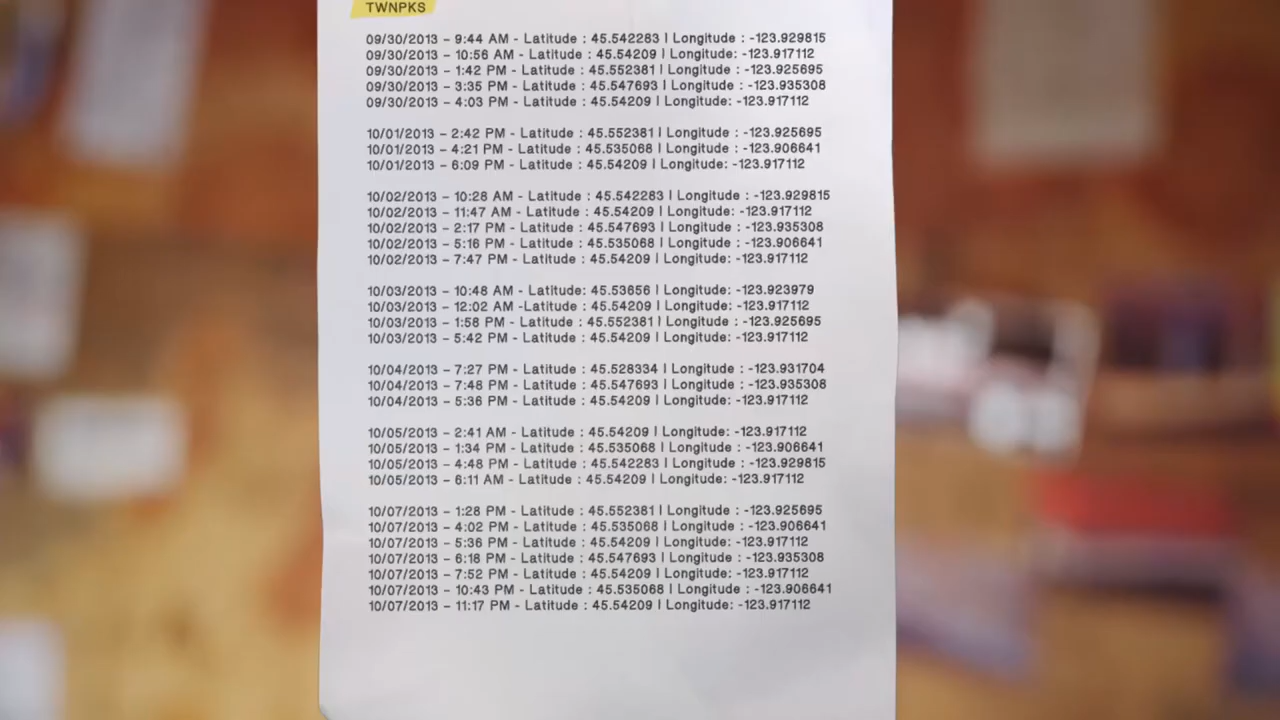 TWNPKS
09/30/2013 – 9:44 AM - Latitude : 45.542283 | Longitude : -123.929815
09/30/2013 – 10:56 AM - Latitude : 45.54209 | Longitude: -123.917112
09/30/2013 – 1:42 PM - Latitude : 45.552381 | Longitude : -123.925695
09/30/2013 – 3:35 PM - Latitude : 45.547693 | Longitude : -123.935308
09/30/2013 – 4:03 PM - Latitude : 45.54209 | Longitude: -123.917112
10/01/2013 – 2:42 PM - Latitude : 45.552381 | Longitude : -123.925695
10/01/2013 – 4:21 PM - Latitude : 45.535068 | Longitude : -123.906641
10/01/2013 – 6:09 PM - Latitude : 45.54209 | Longitude: -123.917112
10/02/2013 – 10:28 AM - Latitude : 45.542283 | Longitude : -123.929815
10/02/2013 – 11:47 AM - Latitude : 45.54209 | Longitude: -123.917112
10/02/2013 – 2:17 PM - Latitude : 45.547693 | Longitude : -123.935308
10/02/2013 – 5:16 PM - Latitude : 45.535068 | Longitude : -123.906641
10/02/2013 – 7:47 PM - Latitude : 45.54209 | Longitude: -123.917112
10/03/2013 – 10:48 AM - Latitude: 45.53656 | Longitude: -123.923979
10/03/2013 – 12:02 AM -Latitude : 45.54209 | Longitude: -123.917112
10/03/2013 – 1:58 PM - Latitude : 45.552381 | Longitude : -123.925695
10/03/2013 – 5:42 PM - Latitude : 45.54209 | Longitude: -123.917112
10/04/2013 – 7:27 PM - Latitude : 45.528334 | Longitude : -123.931704
10/04/2013 – 7:48 PM - Latitude : 45.547693 | Longitude : -123.935308
10/04/2013 – 5:36 PM - Latitude : 45.54209 | Longitude: -123.917112
10/05/2013 – 2:41 AM - Latitude : 45.54209 | Longitude: -123.917112
10/05/2013 – 1:34 PM - Latitude : 45.535068 | Longitude : -123.906641
10/05/2013 – 4:48 PM - Latitude : 45.542283 | Longitude : -123.929815
10/05/2013 – 6:11 AM - Latitude : 45.54209 | Longitude: -123.917112
10/07/2013 – 1:28 PM - Latitude : 45.552381 | Longitude : -123.925695
10/07/2013 – 4:02 PM - Latitude : 45.535068 | Longitude : -123.906641
10/07/2013 – 5:36 PM - Latitude : 45.54209 | Longitude: -123.917112
10/07/2013 – 6:18 PM - Latitude : 45.547693 | Longitude : -123.935308
10/07/2013 – 7:52 PM - Latitude : 45.54209 | Longitude: -123.917112
10/07/2013 – 10:43 PM - Latitude : 45.535068 | Longitude : -123.906641
10/07/2013 – 11:17 PM - Latitude : 45.54209 | Longitude: -123.917112